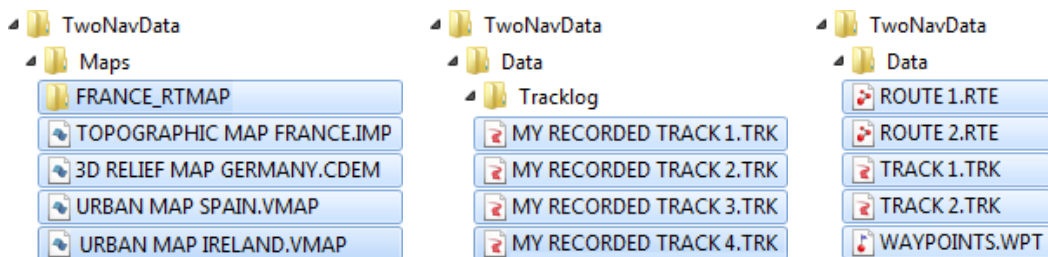 TwoNavData
Maps
FRANCE_RTMAP
TOPOGRAPHIC MAP FRANCE.IMP
3D RELIEF MAP GERMANY.CDEM
URBAN MAP SPAIN.VMAP
URBAN MAP IRELAND.VMAP
TwoNavData
Data
Tracklog
MY RECORDED TRACK 1.TRK
MY RECORDED TRACK 2.TRK
MY RECORDED TRACK 3.TRK
MY RECORDED TRACK 4.TRK
TwoNavData
Data
ROUTE 1.RTE
ROUTE 2.RTE
TRACK 1.TRK
TRACK 2.TRK
WAYPOINTS.WPT